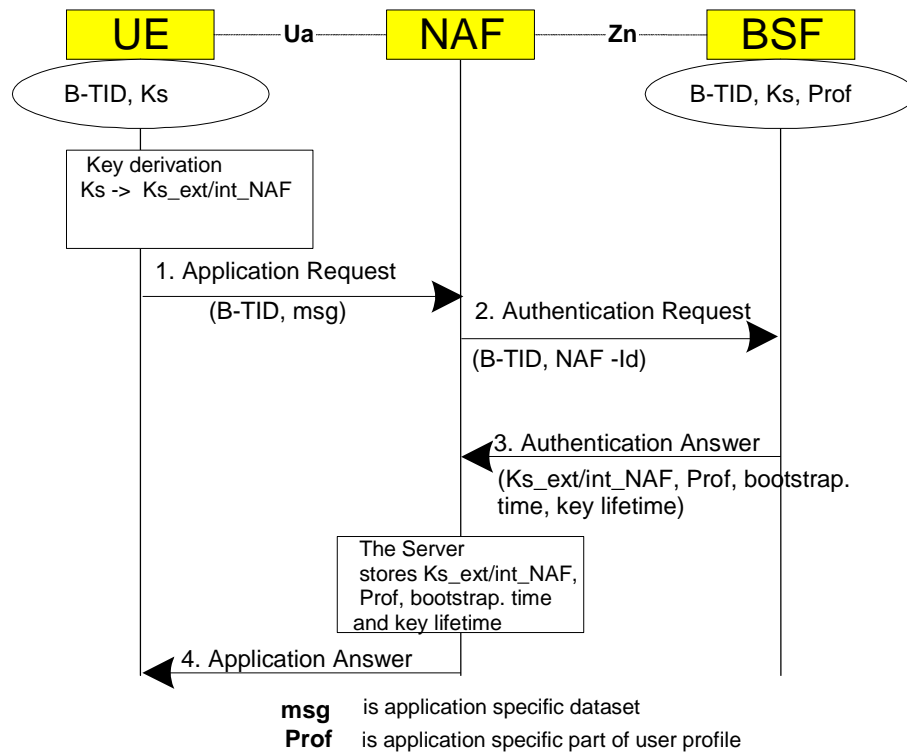 UE Ua NAF Zn BSF
B-TID, Ks
B-TID, Ks, Prof
Key derivation
Ks -> Ks_ext/int_NAF
1. Application Request
(B-TID, msg)
2. Authentication Request
(B-TID, NAF -Id)
3. Authentication Answer
(Ks_ext/int_NAF, Prof, bootstrap.
time, key lifetime)
The Server
stores Ks_ext/int_NAF,
Prof, bootstrap. time
and key lifetime
4. Application Answer
msg is application specific dataset
Prof is application specific part of user profile